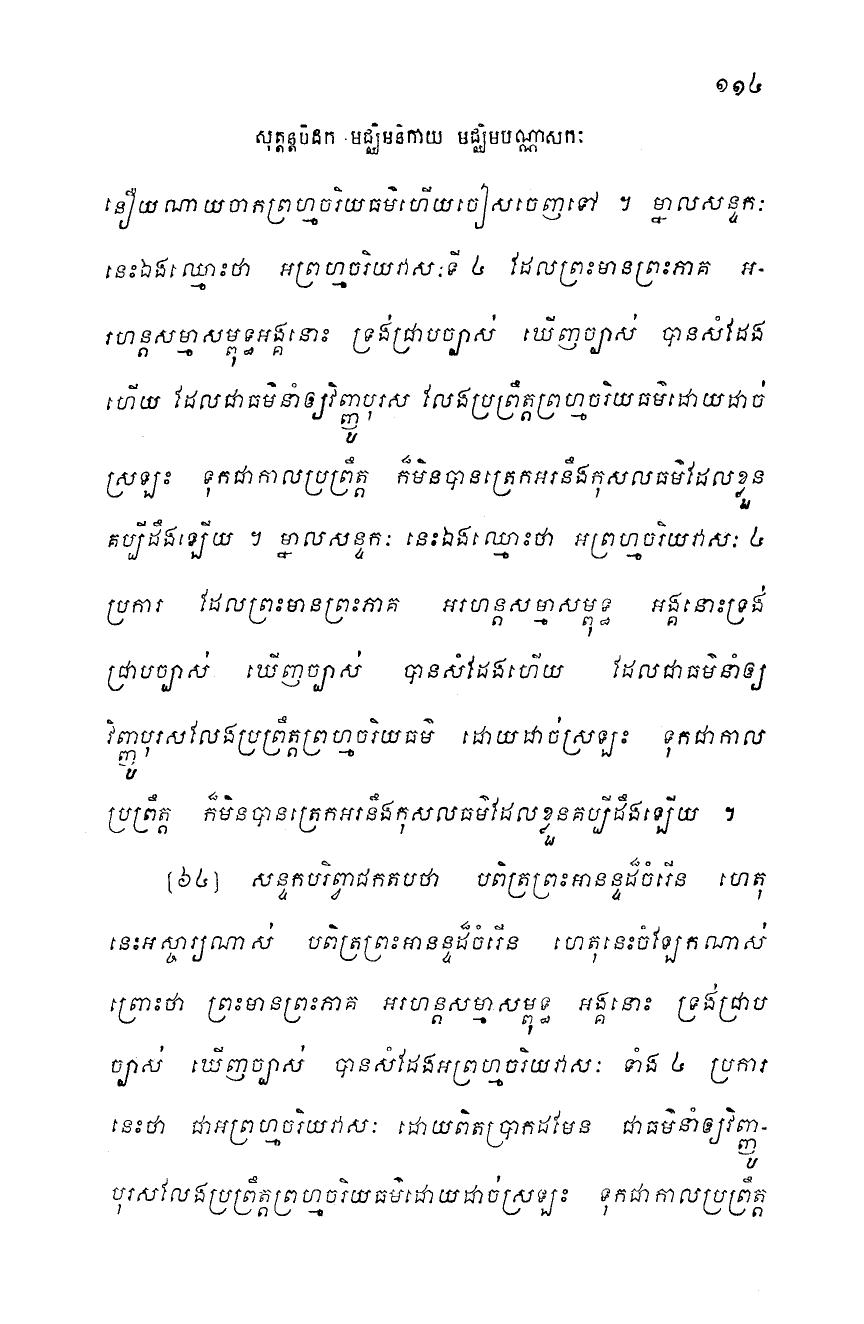 ១១៤
សុត្តន្តបិដក មជ្ឈិមនិកាយ មជ្ឈិមបណ្ណាសកៈ
នឿយណាយចាកព្រហ្មចរិយធម៌ហើយចៀសចេញទៅ ។ ម្នាលសន្ទកៈ
នេះឯងឈ្មោះថា អព្រហ្មចរិយវាសៈទី ៤ ដែលព្រះមានព្រះភាគ អ-
រហន្តសម្មាសម្ពុទ្ធអង្គនោះ ទ្រង់ជ្រាបច្បាស់ ឃើញច្បាស់ បានសំដែង
ហើយ ដែលជាធម៌នាំឲ្យវិញ្ញូបុរស លែងប្រព្រឹត្តព្រហ្មចរិយធម៌ដោយដាច់
ស្រឡះ ទុកជាកាលប្រព្រឹត្ត ក៏មិនបានត្រេកអរនឹងកុសលធម៌ដែលខ្លួន
គប្បីដឹងឡើយ ។ ម្នាលសន្ទកៈ នេះឯងឈ្មោះថា អព្រហ្មចរិយវាសៈ ៤
ប្រការ ដែលព្រះមានព្រះភាគ អរហន្តសម្មាសម្ពុទ្ធ អង្គនោះទ្រង់
ជ្រាបច្បាស់ ឃើញច្បាស់ បានសំដែងហើយ ដែលជាធម៌នាំឲ្យ
វិញ្ញូបុរសលែងប្រព្រឹត្តព្រហ្មចរិយធម៌ ដោយដាច់ស្រឡះ ទុកជាកាល
ប្រព្រឹត្ត ក៏មិនបានត្រេកអរនឹងកុសលធម៌ដែលខ្លួនគប្បីដឹងឡើយ ។
[៦៤] សន្ទកបរិព្វាជកតបថា បពិត្រព្រះអានន្ទដ៏ចំរើន ហេតុ
នេះអស្ចារ្យណាស់ បពិត្រព្រះអានន្ទដ៏ចំរើន ហេតុនេះចំឡែកណាស់
ព្រោះថា ព្រះមានព្រះភាគ អរហន្តសម្មាសម្ពុទ្ធ អង្គនោះ ទ្រង់ជ្រាប
ច្បាស់ ឃើញច្បាស់ បានសំដែងអព្រហ្មចរិយវាសៈ ទាំង ៤ ប្រការ
នេះថា ជាអព្រហ្មចរិយវាសៈ ដោយពិតប្រាកដមែន ជាធម៌នាំឲ្យវិញ្ញូ-
បុរសលែងប្រព្រឹត្តព្រហ្មចរិយធម៌ដោយដាច់ស្រឡះ ទុកជាកាលប្រព្រឹត្ត